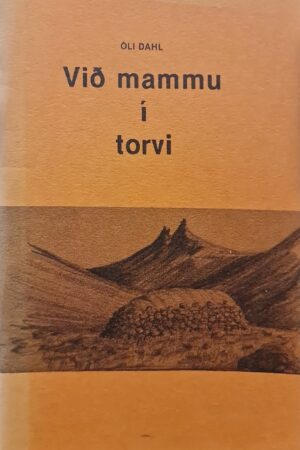 ÓLI DAHL
Við mammu
í
torvi